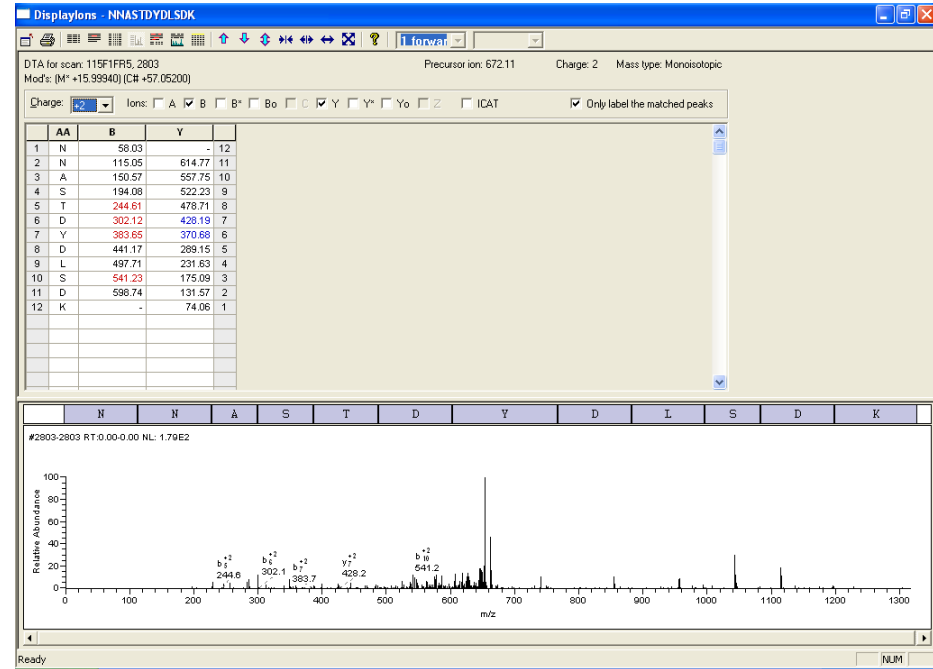 DisplayIons - NNASTDYDLSDK
1 forwar
DTA for scan: 115F1FR5, 2803 Precursor ion: 672.11 Charge: 2 Mass type: Monoisotopic
Mod's: (M* +15.99940) (C# +57.05200)
Charge: +2 Ions: A B B* Bo C Y Y* Yo Z ICAT Only label the matched peaks
AA B Y
1 N 58.03 - 12
2 N 115.05 614.77 11
3 A 150.57 557.75 10
4 S 194.08 522.23 9
5 T 244.61 478.71 8
6 D 302.12 428.19 7
7 Y 383.65 370.68 6
8 D 441.17 289.15 5
9 L 497.71 231.63 4
10 S 541.23 175.09 3
11 D 598.74 131.57 2
12 K - 74.06 1
N N A S T D Y D L S D K
#2803-2803 RT:0.00-0.00 NL: 1.79E2
Relative Abundance
100
80
60
40
20
0
b5+2 244.6
b6+2 302.1
b7+2 383.7
y7+2 428.2
b10+2 541.2
0 100 200 300 400 500 600 700 800 900 1000 1100 1200 1300
m/z
Ready NUM